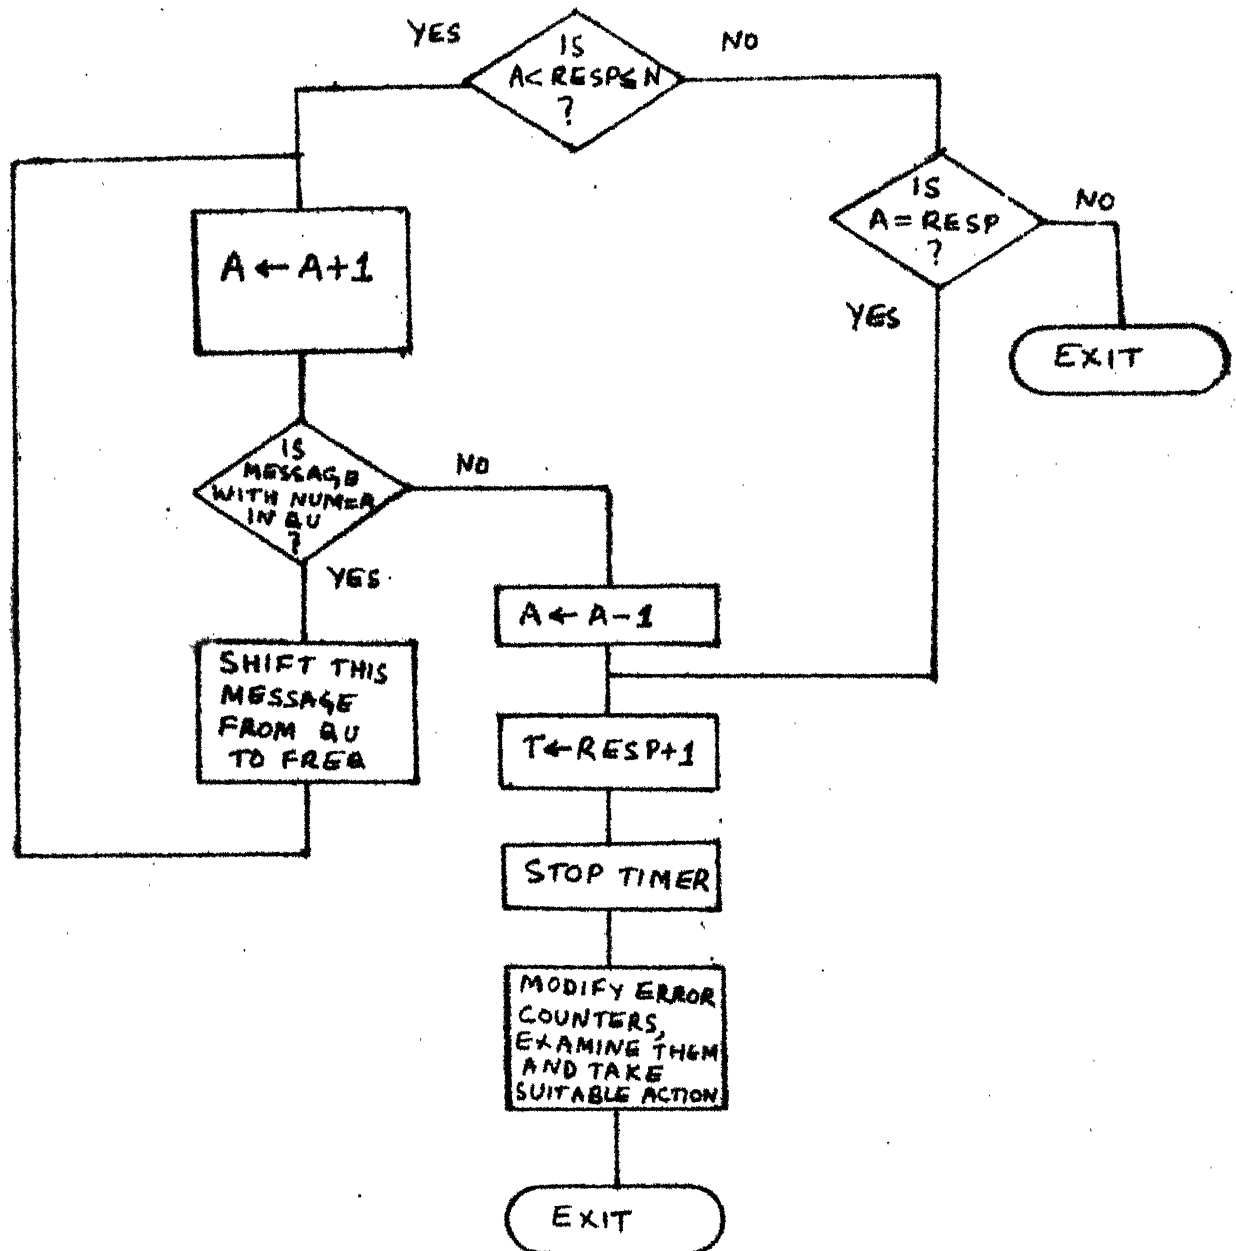 YES
IS
A< RESP≤N
?
NO
IS
A = RESP
?
NO
YES
EXIT
A ← A+1
IS
MESSAGE
WITH NUM=A
IN QU
?
NO
YES
A ← A-1
SHIFT THIS
MESSAGE
FROM QU
TO FREQ
T←RESP+1
STOP TIMER
MODIFY ERROR
COUNTERS,
EXAMINE THEM
AND TAKE
SUITABLE ACTION
EXIT